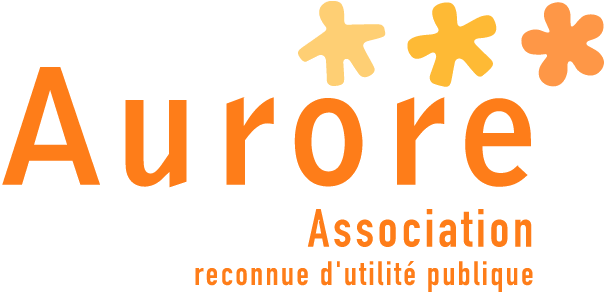 Aurore
Association
reconnue d'utilité publique